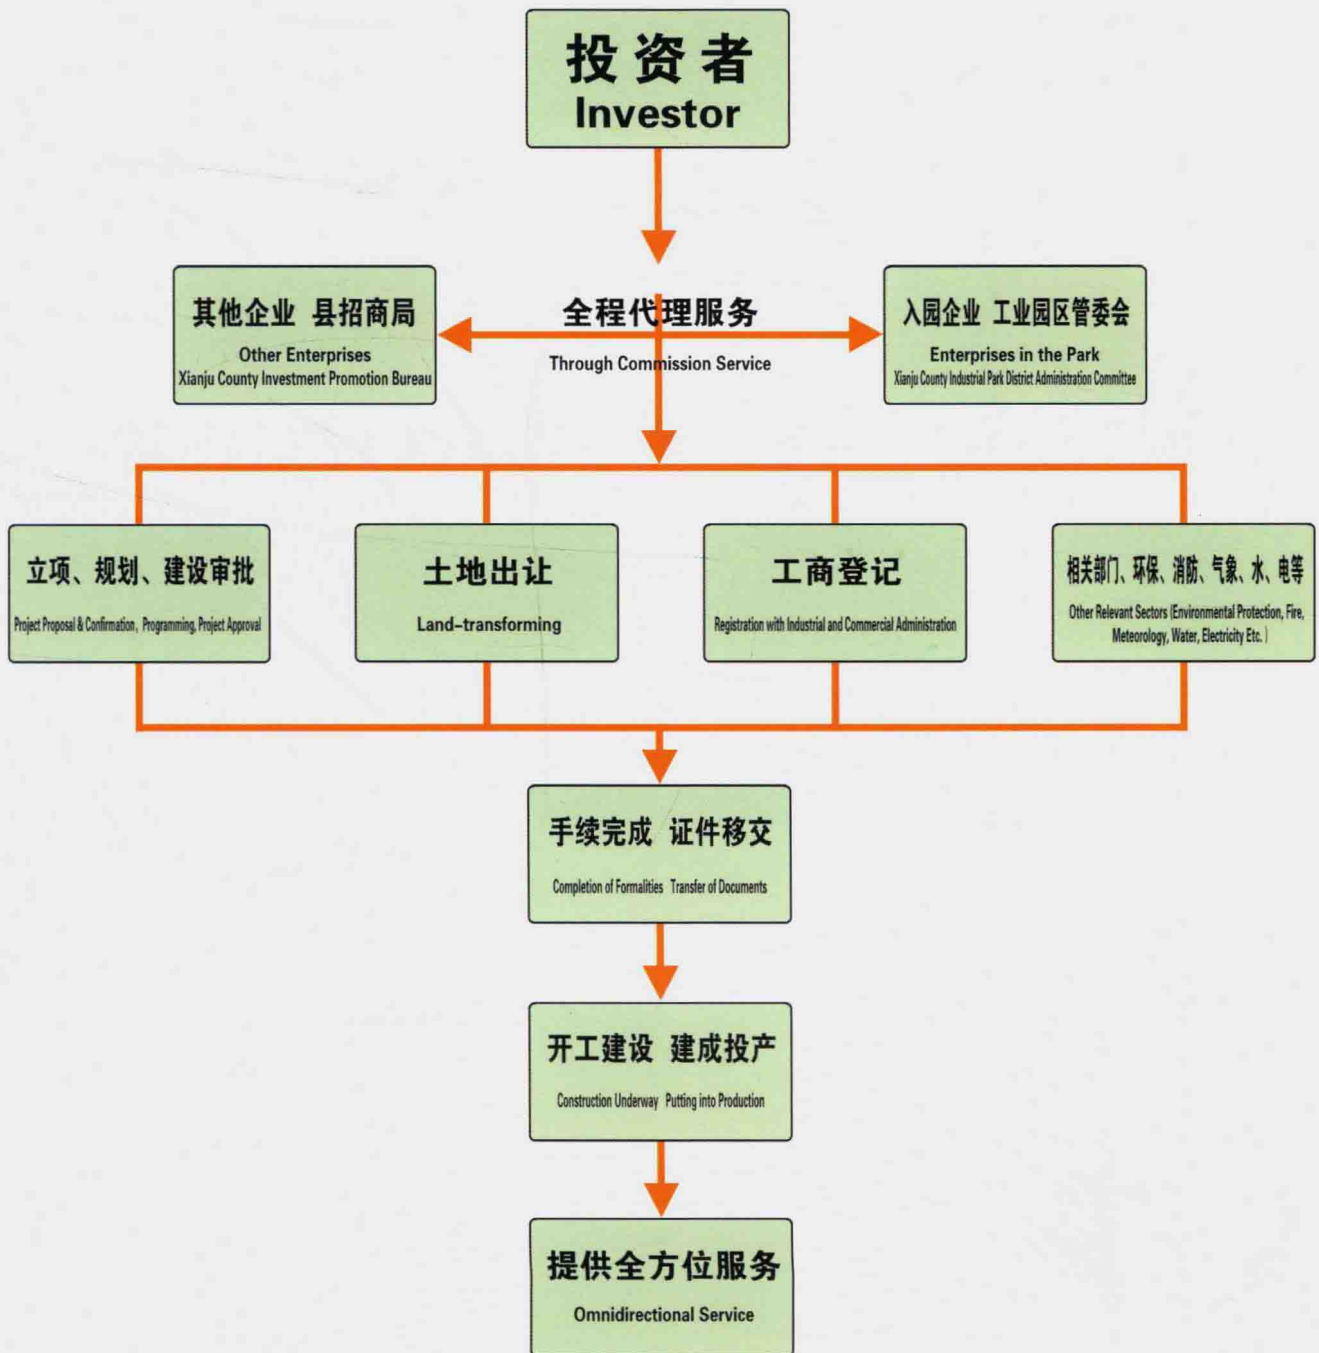 投资者
Investor
其他企业 县招商局
Other Enterprises
Xianju County Investment Promotion Bureau
全程代理服务
Through Commission Service
入园企业 工业园区管委会
Enterprises in the Park
Xianju County Industrial Park District Administration Committee
立项、规划、建设审批
Project Proposal & Confirmation, Programming, Project Approval
土地出让
Land-transforming
工商登记
Registration with Industrial and Commercial Administration
相关部门、环保、消防、气象、水、电等
Other Relevant Sectors (Environmental Protection, Fire,
Meteorology, Water, Electricity Etc. )
手续完成 证件移交
Completion of Formalities Transfer of Documents
开工建设 建成投产
Construction Underway Putting into Production
提供全方位服务
Omnidirectional Service